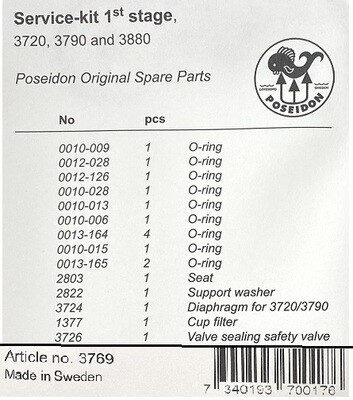 Service-kit 1st stage,
3720, 3790 and 3880
Poseidon Original Spare Parts
POSEIDON
No pcs
0010-009 1 O-ring
0012-028 1 O-ring
0012-126 1 O-ring
0010-028 1 O-ring
0010-013 1 O-ring
0010-006 1 O-ring
0013-164 4 O-ring
0010-015 1 O-ring
0013-165 2 O-ring
2803 1 Seat
2822 1 Support washer
3724 1 Diaphragm for 3720/3790
1377 1 Cup filter
3726 1 Valve sealing safety valve
Article no. 3769
Made in Sweden
7 340193 700176